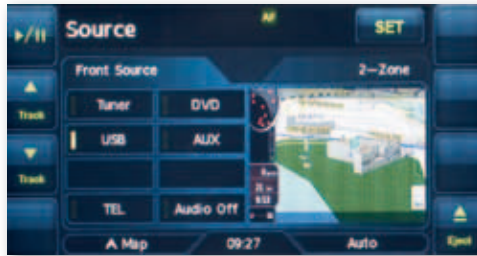 ▶/II Source AF SET
Front Source 2-Zone
Tuner DVD
Track
USB AUX
Track
TEL Audio Off
Eject
Map 09:27 Auto